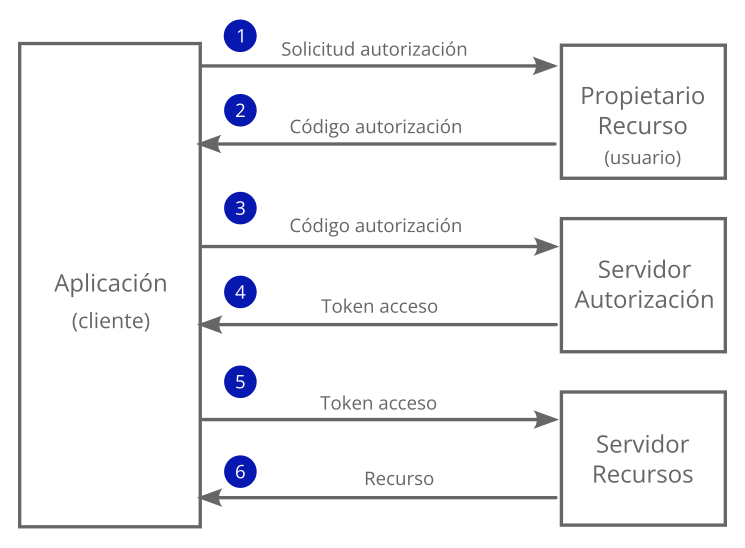 1
Solicitud autorización
2
Código autorización
Propietario
Recurso
(usuario)
3
Código autorización
Aplicación
(cliente)
4
Token acceso
Servidor
Autorización
5
Token acceso
6
Recurso
Servidor
Recursos